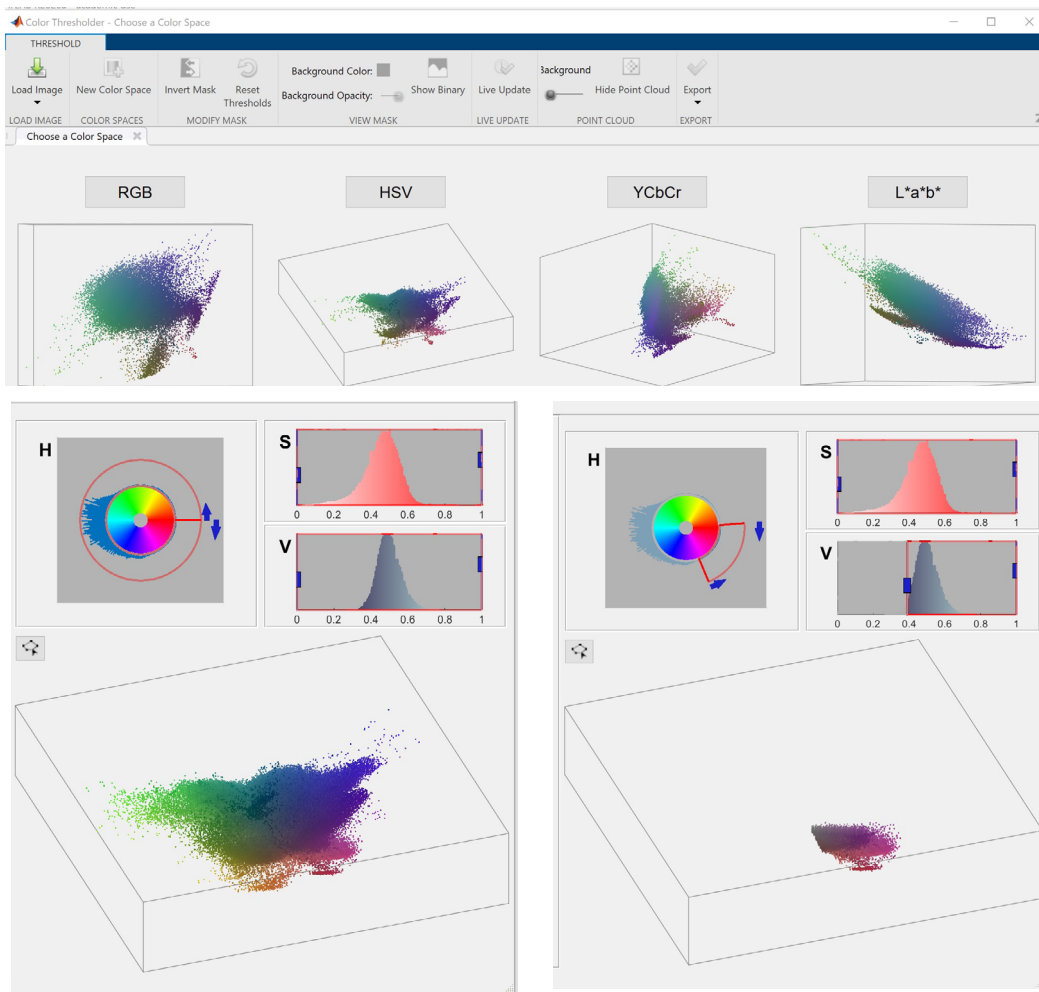 Color Thresholder - Choose a Color Space
THRESHOLD
Load Image
New Color Space
Invert Mask
Reset
Thresholds
Background Color:
Background Opacity:
Show Binary
Live Update
Background
Hide Point Cloud
Export
LOAD IMAGE
COLOR SPACES
MODIFY MASK
VIEW MASK
LIVE UPDATE
POINT CLOUD
EXPORT
Choose a Color Space
RGB
HSV
YCbCr
L*a*b*
H
S
0 0.2 0.4 0.6 0.8 1
V
0 0.2 0.4 0.6 0.8 1
H
S
0 0.2 0.4 0.6 0.8 1
V
0 0.2 0.4 0.6 0.8 1